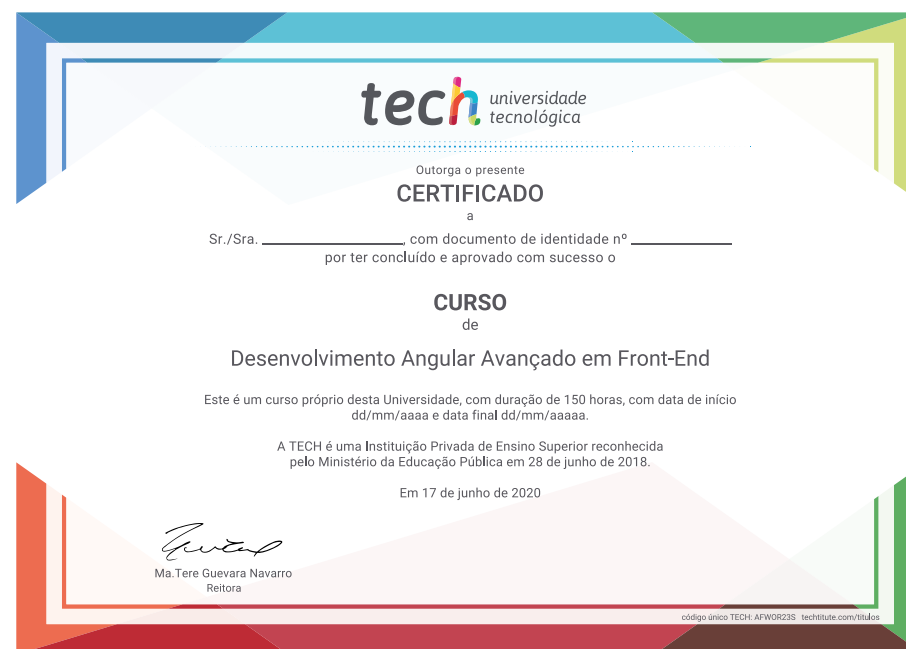 tech universidade
tecnológica
Outorga o presente
CERTIFICADO
a
Sr./Sra. ____________, com documento de identidade nº ____________
por ter concluído e aprovado com sucesso o
CURSO
de
Desenvolvimento Angular Avançado em Front-End
Este é um curso próprio desta Universidade, com duração de 150 horas, com data de início
dd/mm/aaaa e data final dd/mm/aaaaa.
A TECH é uma Instituição Privada de Ensino Superior reconhecida
pelo Ministério da Educação Pública em 28 de junho de 2018.
Em 17 de junho de 2020
Ma.Tere Guevara Navarro
Reitora
código único TECH: AFWOR23S techtitute.com/titulos